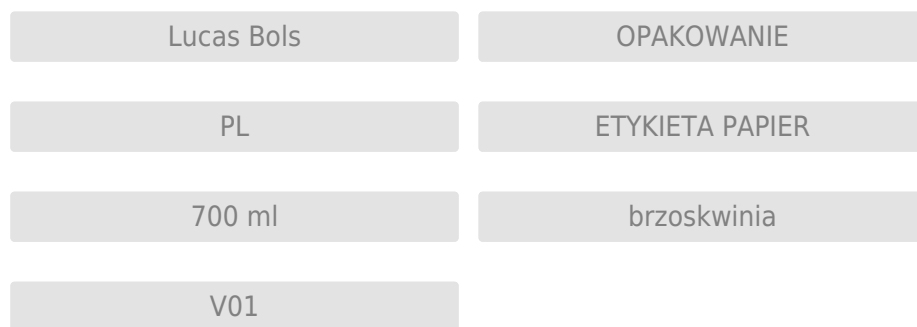 Lucas Bols
OPAKOWANIE
PL
ETYKIETA PAPIER
700 ml
brzoskwinia
V01